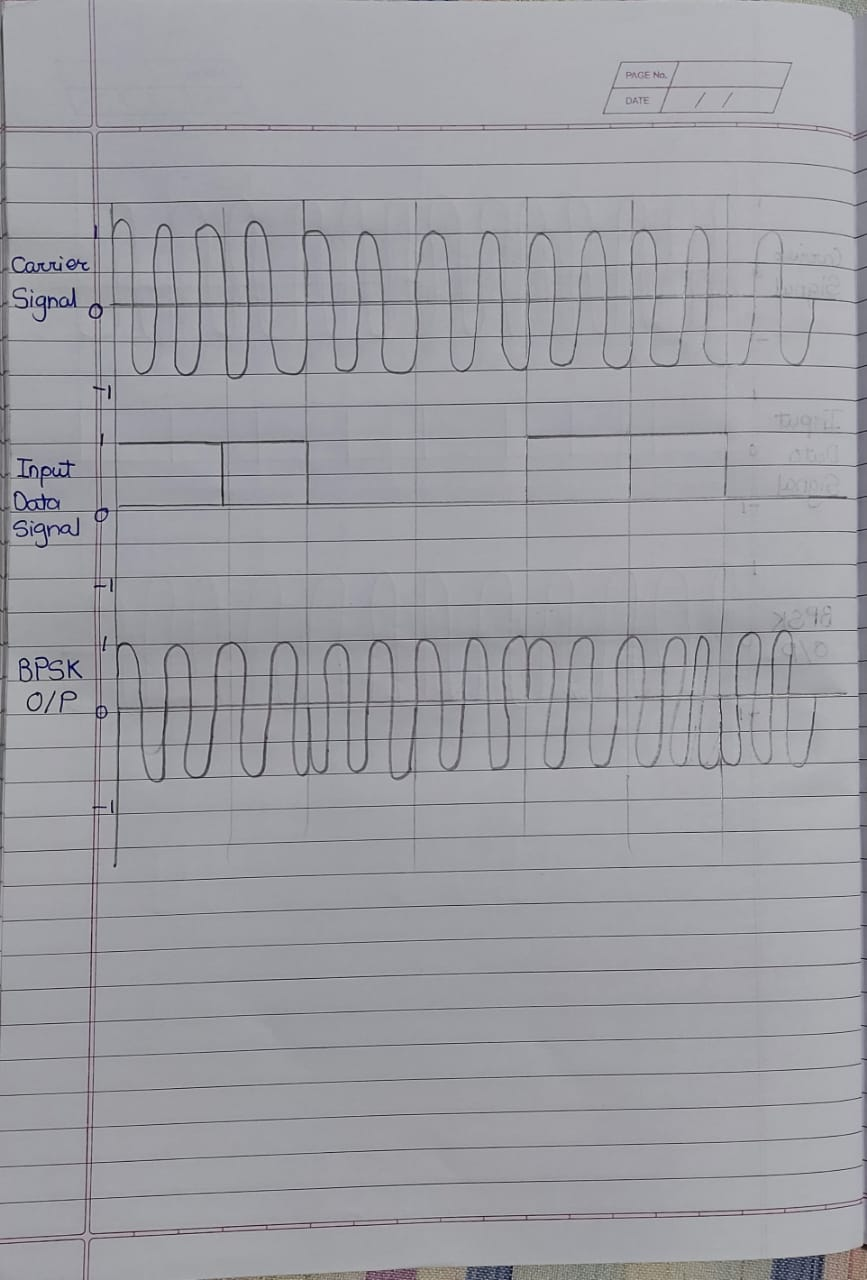 PAGE No.
DATE / /
1
Carrier
Signal 0
-1
1
Input
Data
Signal 0
-1
1
BPSK
O/P 0
-1